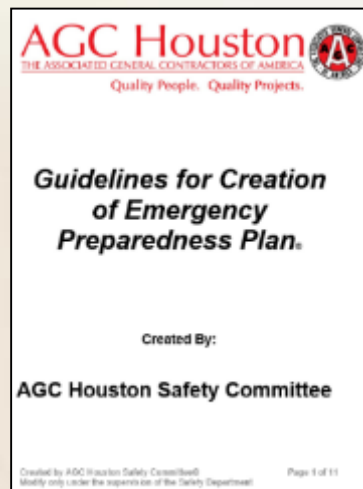 AGC Houston
THE ASSOCIATED GENERAL CONTRACTORS OF AMERICA
Quality People. Quality Projects.
Guidelines for Creation
of Emergency
Preparedness Plan®
Created By:
AGC Houston Safety Committee
Created by AGC Houston Safety Committee®
Page 1 of 11
Modify only under the supervision of the Safety Department